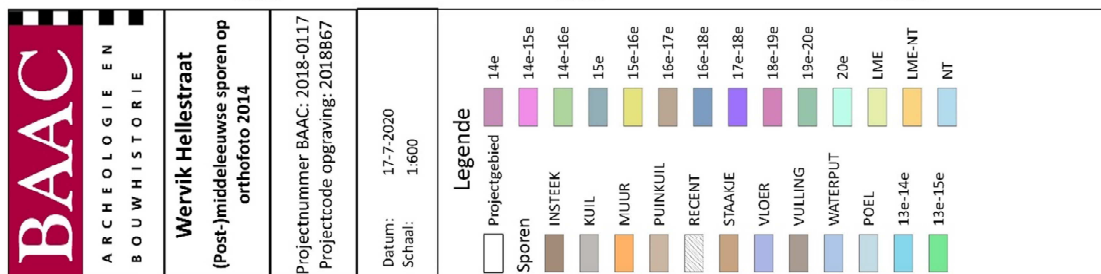 BAAC
ARCHEOLOGIE EN
BOUWHISTORIE
Wervik Hellestraat
(Post-)middeleeuwse sporen op
orthofoto 2014
Projectnummer BAAC: 2018-0117
Projectcode opgraving: 2018B67
Datum: 17-7-2020
Schaal: 1:600
Legende
Projectgebied
Sporen
INSTEEK
KUIL
MUUR
PUINKUIL
RECENT
STAAKJE
VLOER
VULLING
WATERPUT
POEL
13e-14e
13e-15e
14e
14e-15e
14e-16e
15e
15e-16e
16e-17e
16e-18e
17e-18e
18e-19e
19e-20e
20e
LME
LME-NT
NT